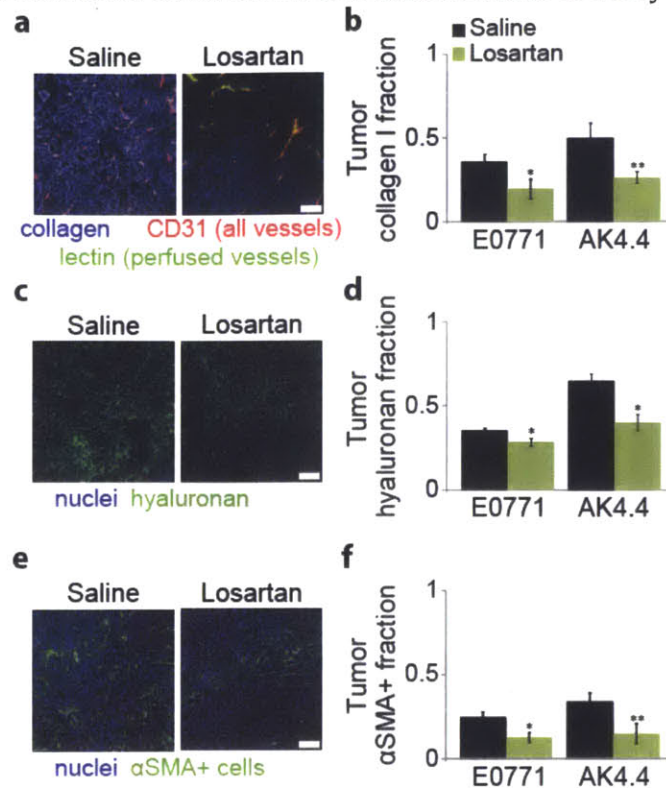 a
Saline Losartan
collagen CD31 (all vessels)
lectin (perfused vessels)
b
Saline
Losartan
Tumor
collagen I fraction
1
0.5
0
* **
E0771 AK4.4
c
Saline Losartan
nuclei hyaluronan
d
Tumor
hyaluronan fraction
1
0.5
0
* *
E0771 AK4.4
e
Saline Losartan
nuclei αSMA+ cells
f
Tumor
αSMA+ fraction
1
0.5
0
* **
E0771 AK4.4